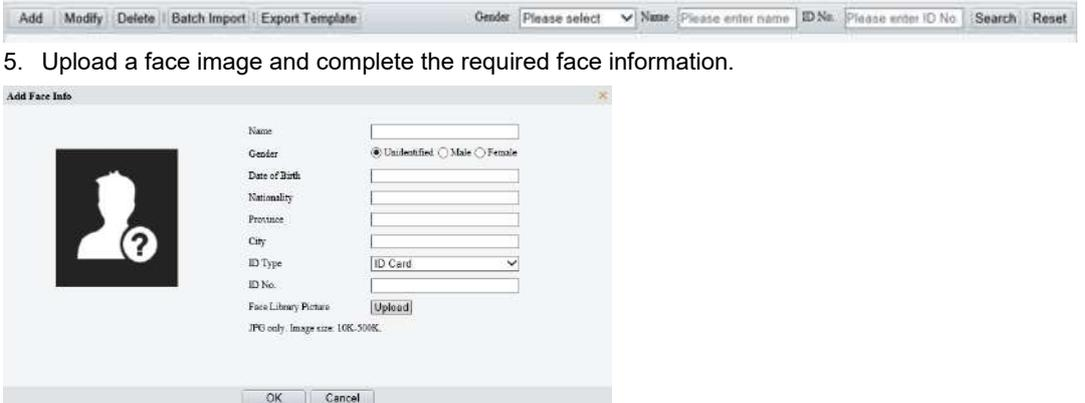 Add Modify Delete Batch Import Export Template Gender Please select Name Please enter name ID No. Please enter ID No Search Reset
5. Upload a face image and complete the required face information.
Add Face Info
Name
Gender Unidentified Male Female
Date of Birth
Nationality
Province
City
ID Type ID Card
ID No.
Face Library Picture Upload
JPG only. Image size: 10K-500K.
OK Cancel